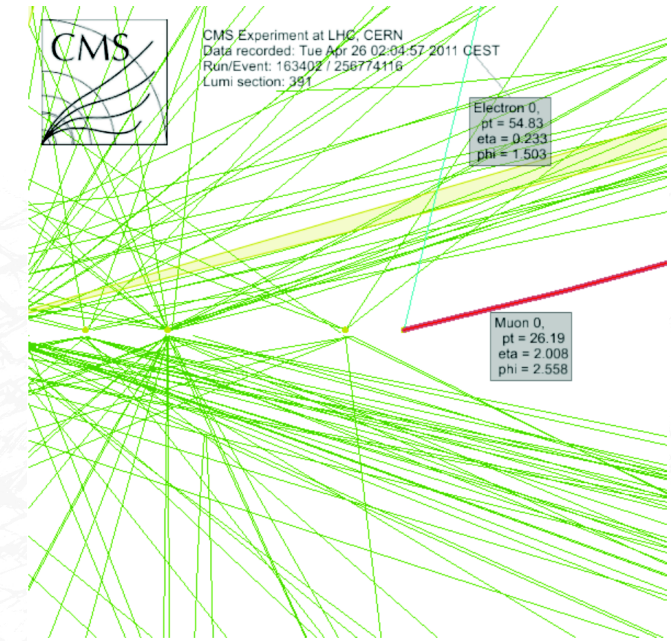 CMS
CMS Experiment at LHC, CERN
Data recorded: Tue Apr 26 02:04:57 2011 CEST
Run/Event: 163402 / 256774116
Lumi section: 391
Electron 0,
pt = 54.83
eta = 0.233
phi = 1.503
Muon 0,
pt = 26.19
eta = 2.008
phi = 2.558